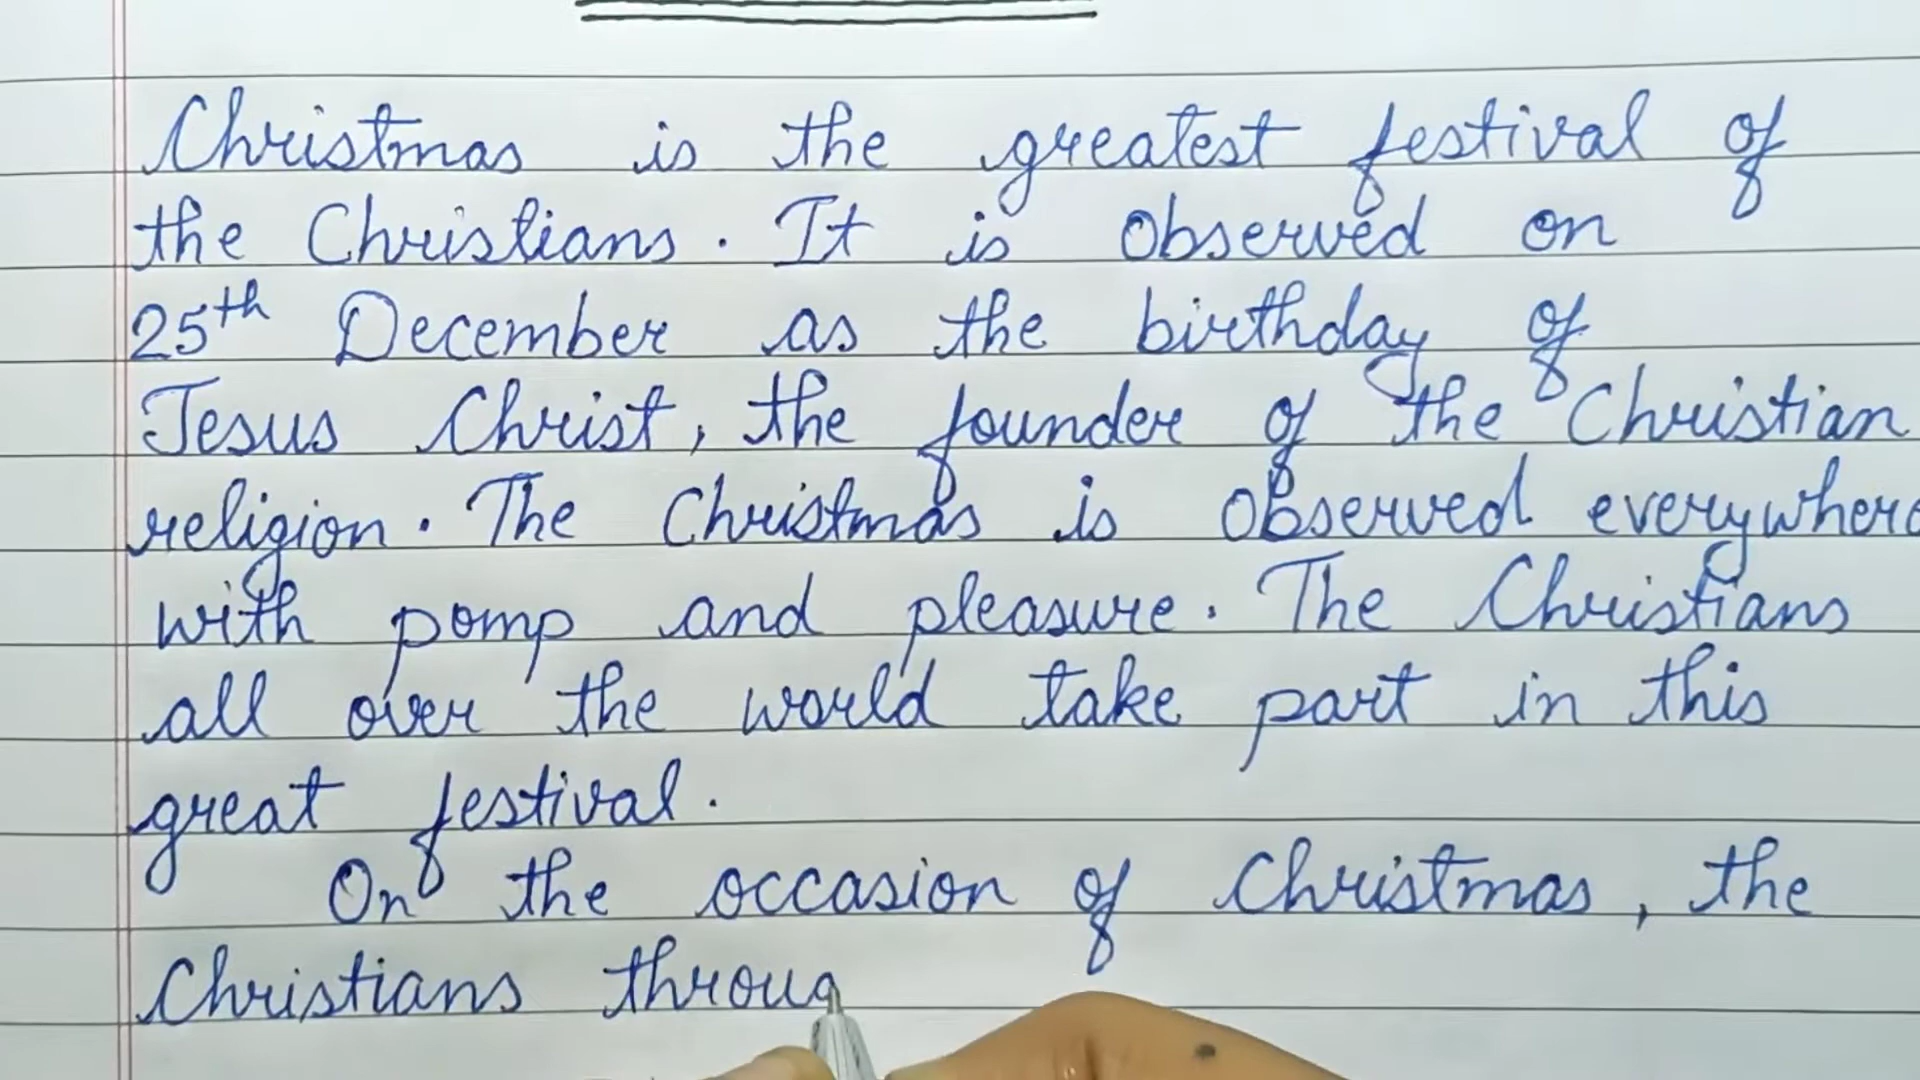 Christmas is the greatest festival of
the Christians. It is observed on
25th December as the birthday of
Jesus Christ, the founder of the Christian
religion. The Christmas is observed everywhere
with pomp and pleasure. The Christians
all over the world take part in this
great festival.
On the occasion of Christmas, the
Christians throug